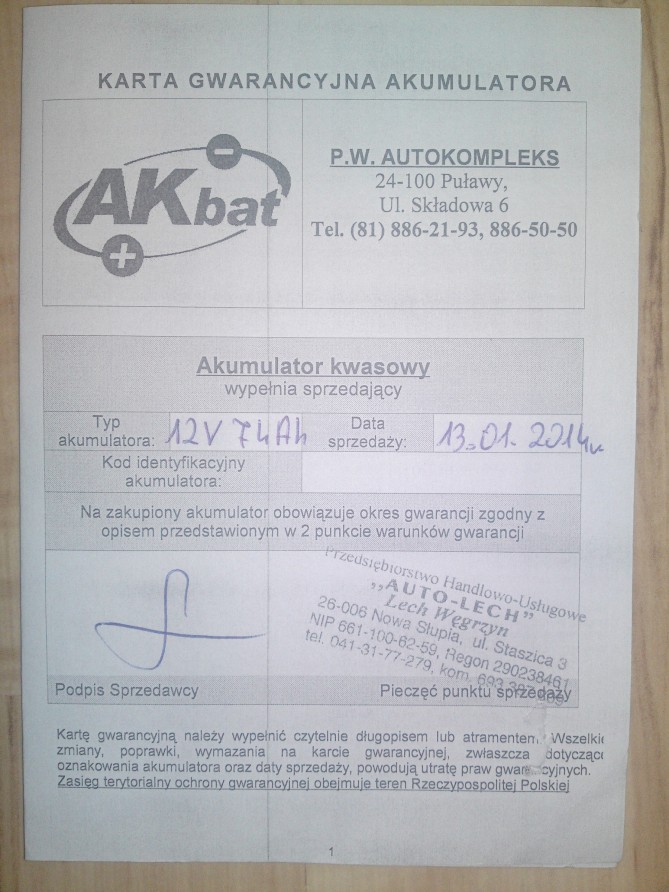 KARTA GWARANCYJNA AKUMULATORA
AKbat
P.W. AUTOKOMPLEKS
24-100 Puławy,
Ul. Składowa 6
Tel. (81) 886-21-93, 886-50-50
Akumulator kwasowy
wypełnia sprzedający
Typ akumulatora: 12V 74Ah
Data sprzedaży: 13.01.2014r
Kod identyfikacyjny
akumulatora:
Na zakupiony akumulator obowiązuje okres gwarancji zgodny z
opisem przedstawionym w 2 punkcie warunków gwarancji
Przedsiębiorstwo Handlowo-Usługowe
„AUTO-LECH”
Lech Węgrzyn
26-006 Nowa Słupia, ul. Staszica 3
NIP 661-100-62-59, Regon 290238461
tel. 041-31-77-279, kom. 693
Podpis Sprzedawcy
Pieczęć punktu sprzedaży
Kartę gwarancyjną należy wypełnić czytelnie długopisem lub atramentem. Wszelkie
zmiany, poprawki, wymazania na karcie gwarancyjnej, zwłaszcza dotyczące
oznakowania akumulatora oraz daty sprzedaży, powodują utratę praw gwarancyjnych.
Zasięg terytorialny ochrony gwarancyjnej obejmuje teren Rzeczypospolitej Polskiej
1